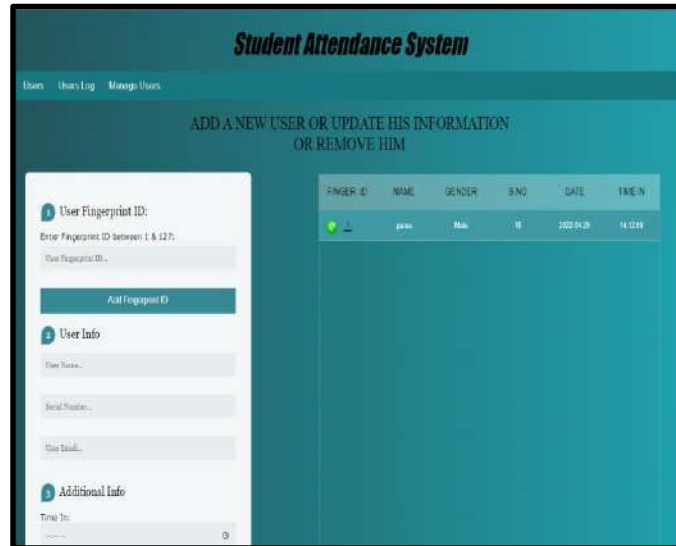 Student Attendance System
Users Users Log Manage Users
ADD A NEW USER OR UPDATE HIS INFORMATION
OR REMOVE HIM
1 User Fingerprint ID:
Enter Fingerprint ID between 1 & 127:
User Fingerprint ID...
Add Fingerprint ID
2 User Info
User Name...
Serial Number...
User Email...
3 Additional Info
Time In:
--:-- --
FINGER .ID NAME GENDER S.NO DATE TIME IN
1 Male 10